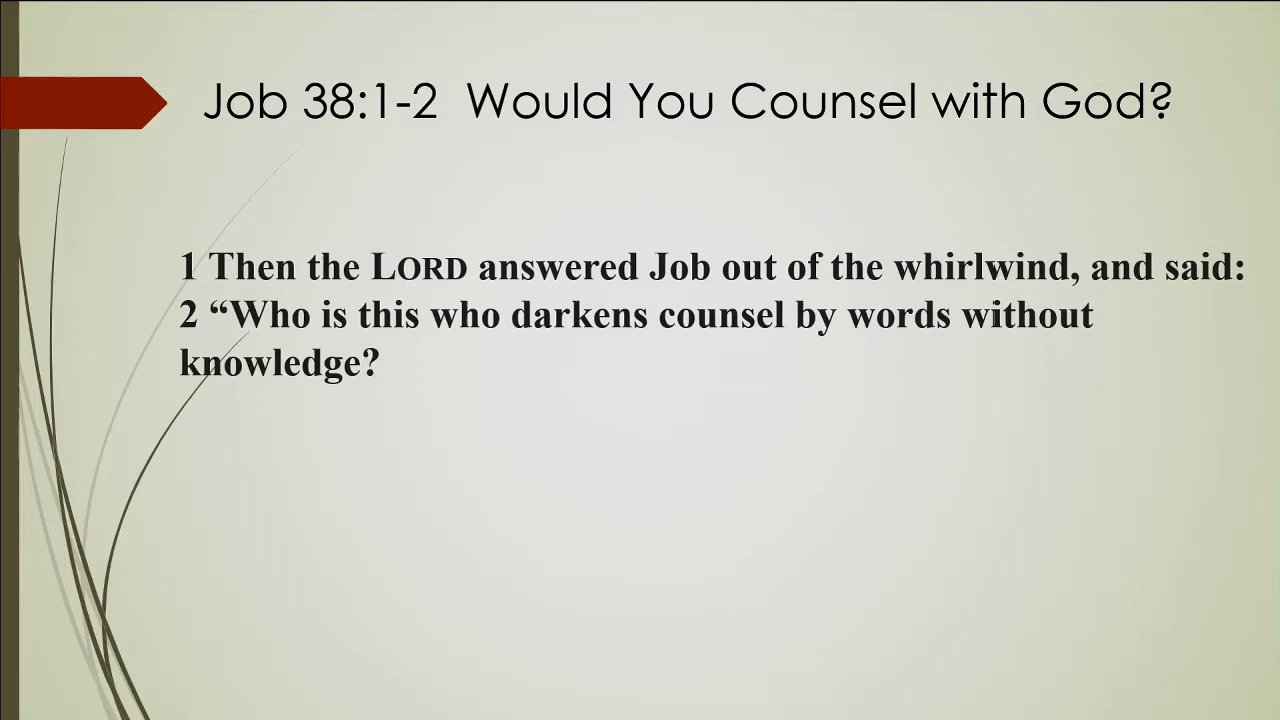 Job 38:1-2  Would You Counsel with God?
1 Then the LORD answered Job out of the whirlwind, and said:
2 “Who is this who darkens counsel by words without
knowledge?